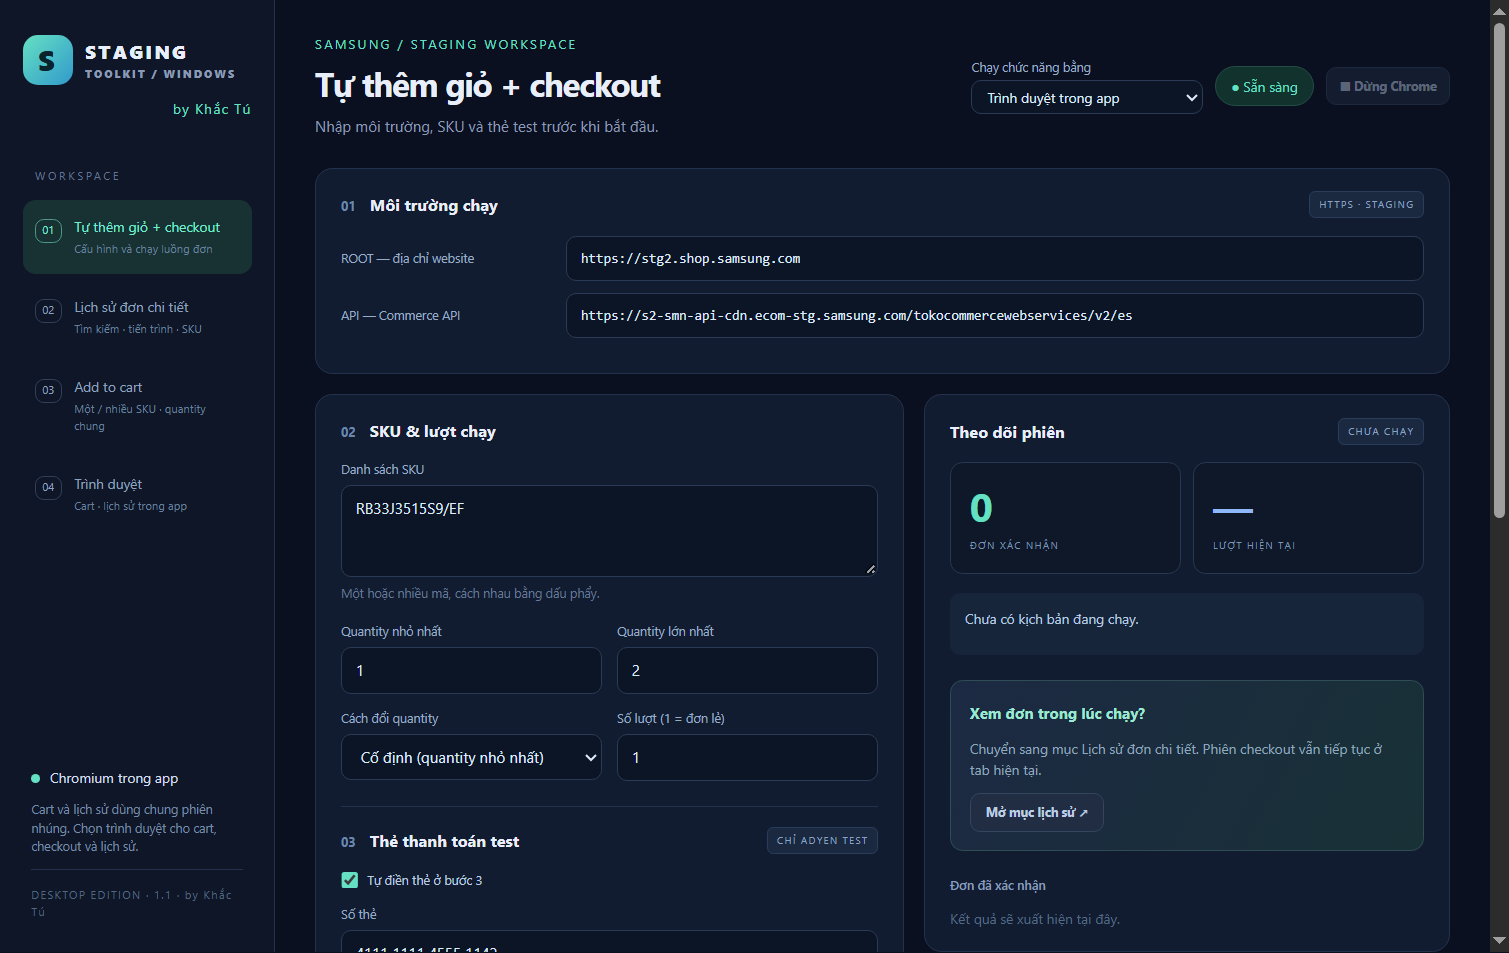 S
STAGING
TOOLKIT / WINDOWS
by Khắc Tú
WORKSPACE
01
Tự thêm giỏ + checkout
Cấu hình và chạy luồng đơn
02
Lịch sử đơn chi tiết
Tìm kiếm · tiến trình · SKU
03
Add to cart
Một / nhiều SKU · quantity
chung
04
Trình duyệt
Cart · lịch sử trong app
Chromium trong app
Cart và lịch sử dùng chung phiên
nhúng. Chọn trình duyệt cho cart,
checkout và lịch sử.
DESKTOP EDITION · 1.1 · by Khắc
Tú
SAMSUNG / STAGING WORKSPACE
Tự thêm giỏ + checkout
Nhập môi trường, SKU và thẻ test trước khi bắt đầu.
Chạy chức năng bằng
Trình duyệt trong app
Sẵn sàng
Dừng Chrome
01 Môi trường chạy
HTTPS · STAGING
ROOT — địa chỉ website
https://stg2.shop.samsung.com
API — Commerce API
https://s2-smn-api-cdn.ecom-stg.samsung.com/tokocommercewebservices/v2/es
02 SKU & lượt chạy
Danh sách SKU
RB33J3515S9/EF
Một hoặc nhiều mã, cách nhau bằng dấu phẩy.
Quantity nhỏ nhất
Quantity lớn nhất
1
2
Cách đổi quantity
Số lượt (1 = đơn lẻ)
Cố định (quantity nhỏ nhất)
1
03 Thẻ thanh toán test
CHỈ ADYEN TEST
Tự điền thẻ ở bước 3
Số thẻ
4111 1111 4555 1142
Theo dõi phiên
CHƯA CHẠY
0
ĐƠN XÁC NHẬN
—
LƯỢT HIỆN TẠI
Chưa có kịch bản đang chạy.
Xem đơn trong lúc chạy?
Chuyển sang mục Lịch sử đơn chi tiết. Phiên checkout vẫn tiếp tục ở
tab hiện tại.
Mở mục lịch sử ↗
Đơn đã xác nhận
Kết quả sẽ xuất hiện tại đây.